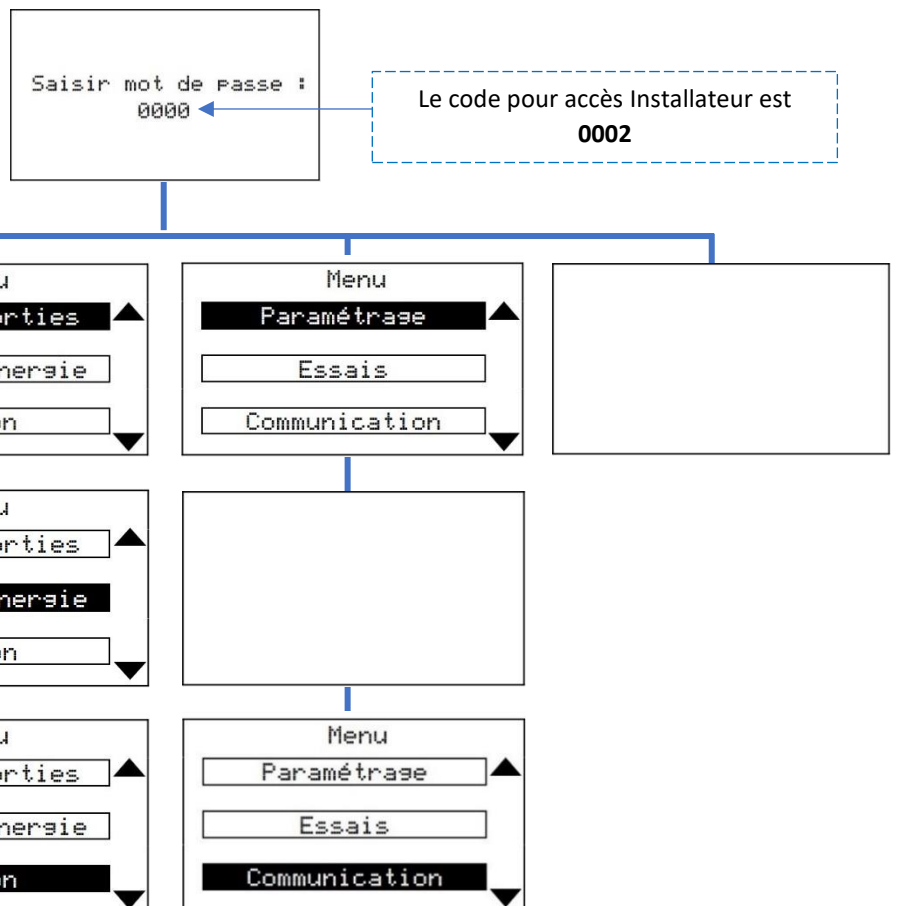 Saisir mot de passe :
0000
Le code pour accès Installateur est
0002
Menu
Paramétrage
Essais
Communication
Menu
Paramétrage
Essais
Communication